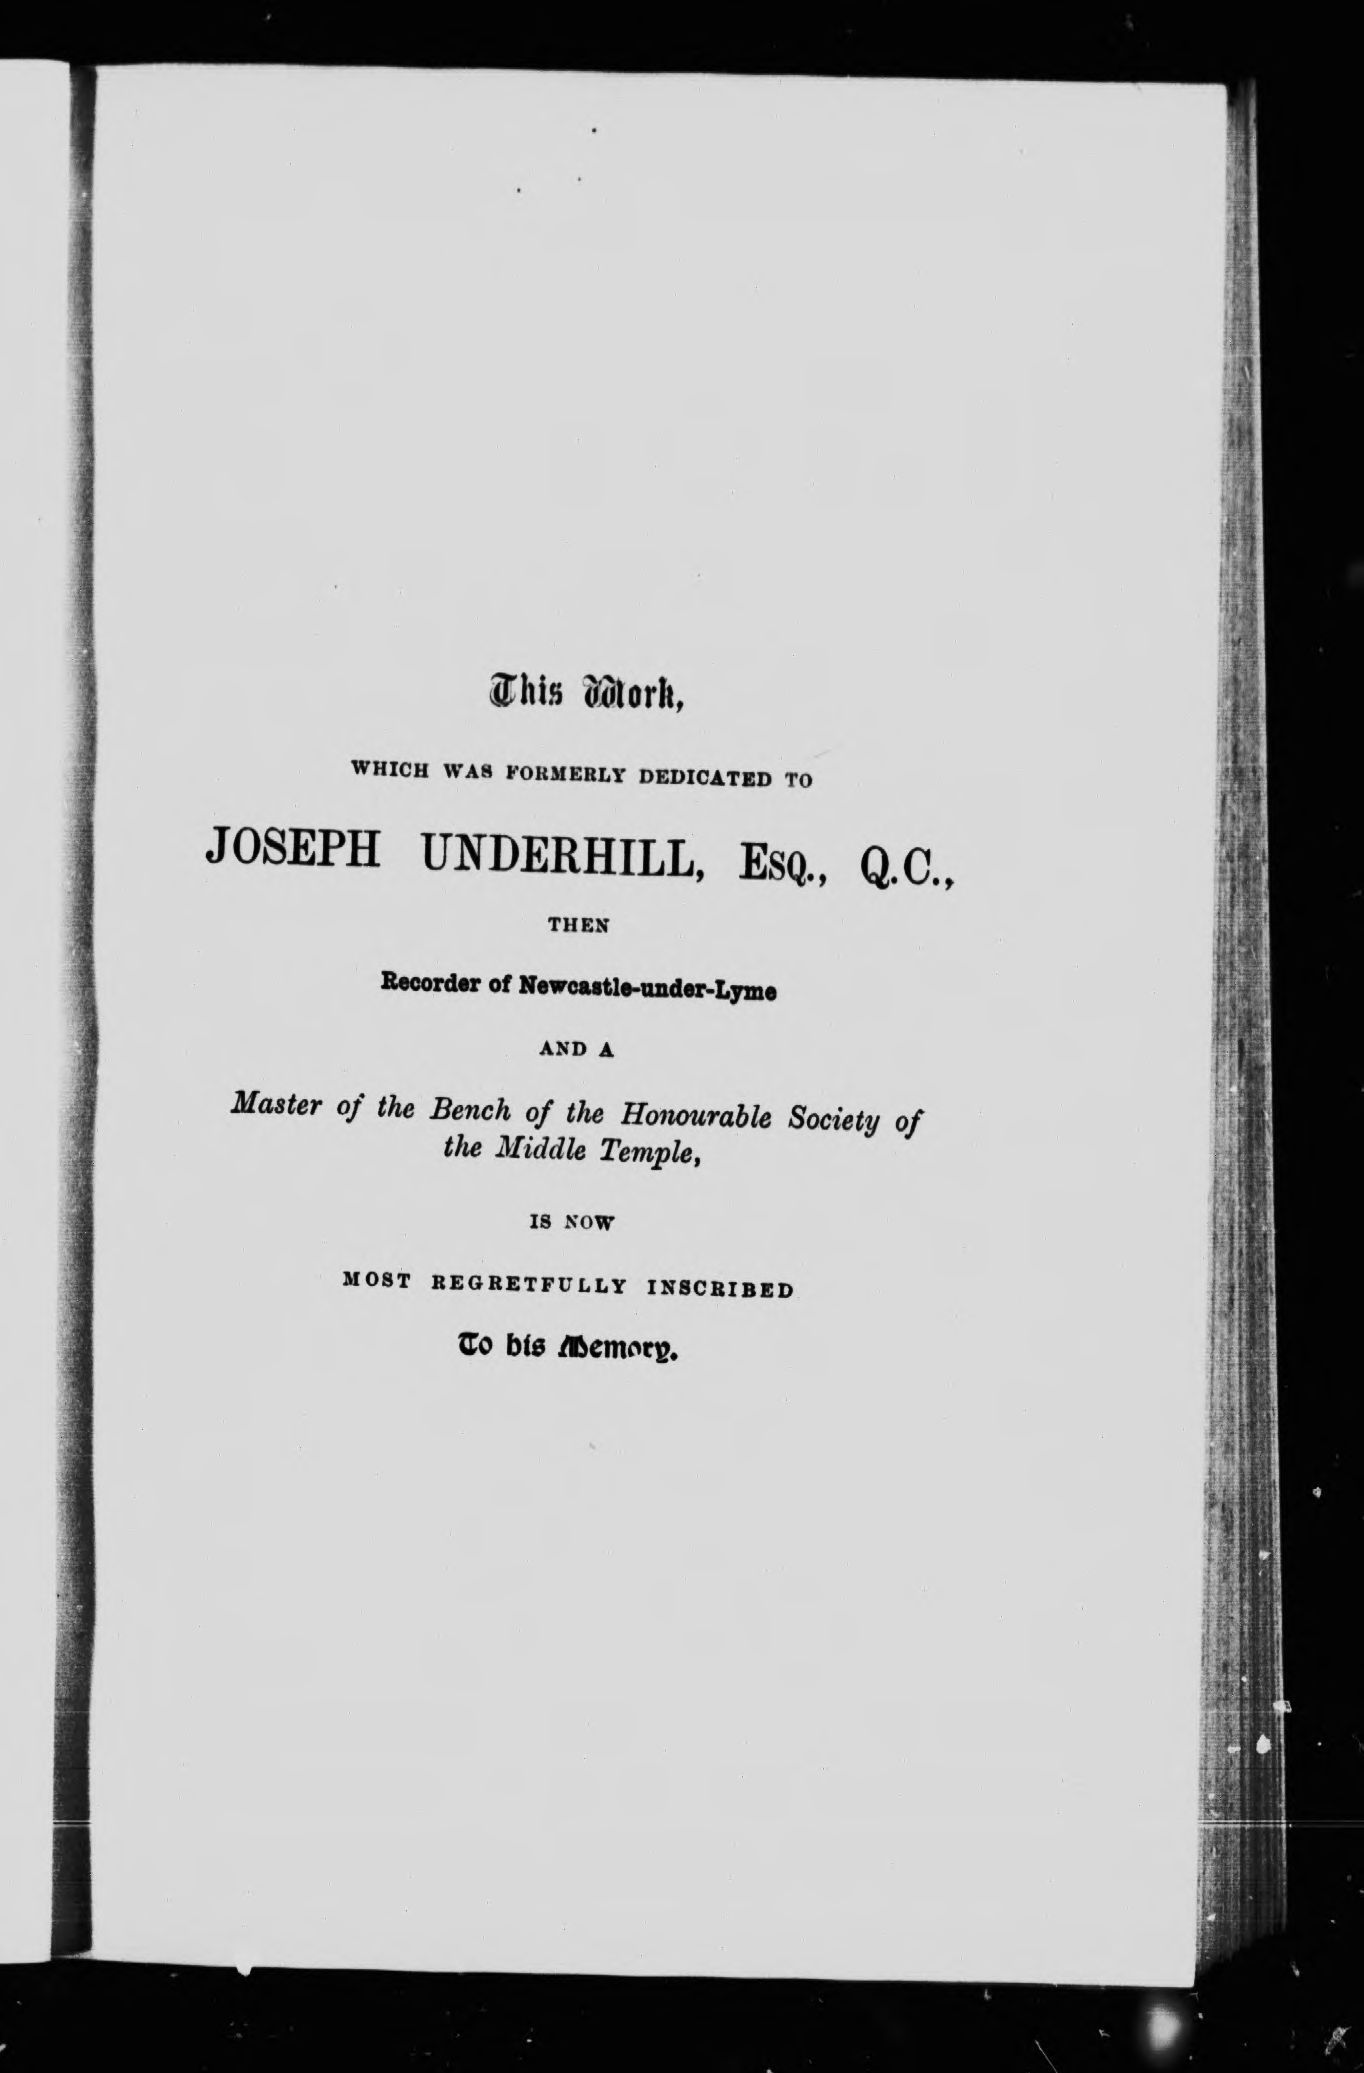 This Work,
WHICH WAS FORMERLY DEDICATED TO
JOSEPH UNDERHILL, ESQ., Q.C.,
THEN
Recorder of Newcastle-under-Lyme
AND A
Master of the Bench of the Honourable Society of
the Middle Temple,
IS NOW
MOST REGRETFULLY INSCRIBED
To his Memory.